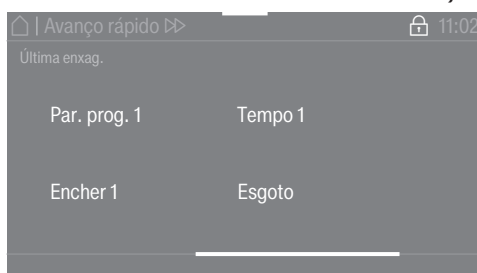 Avanço rápido 11:02
Última enxag.
Par. prog. 1 Tempo 1
Encher 1 Esgoto